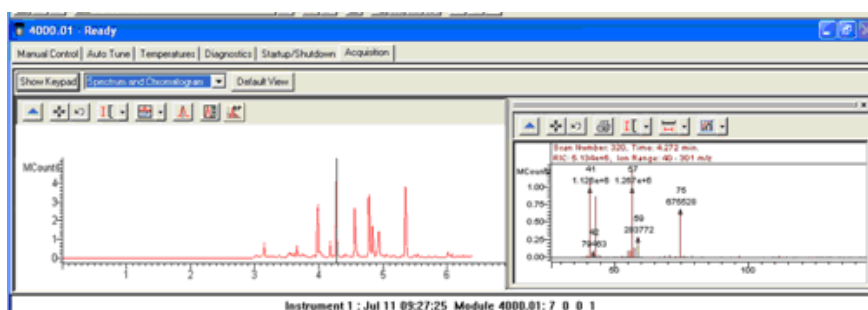 4000.01 - Ready
Manual Control Auto Tune Temperatures Diagnostics Startup/Shutdown Acquisition
Show Keypad Spectrum and Chromatogram Default View
MCounts
4
3
2
1
0
1 2 3 4 5 6
Scan Number: 320, Time: 4.272 min.
RIC: 5.134e+6, Ion Range: 40 - 301 m/z
MCounts
41 57
1.126e+6 1.267e+6
75
676628
59
283772
42
79463
1.00
0.75
0.50
0.25
0.00
50 100
Instrument 1 : Jul 11 09:27:25 Module 4000.01: 7 0 0 1